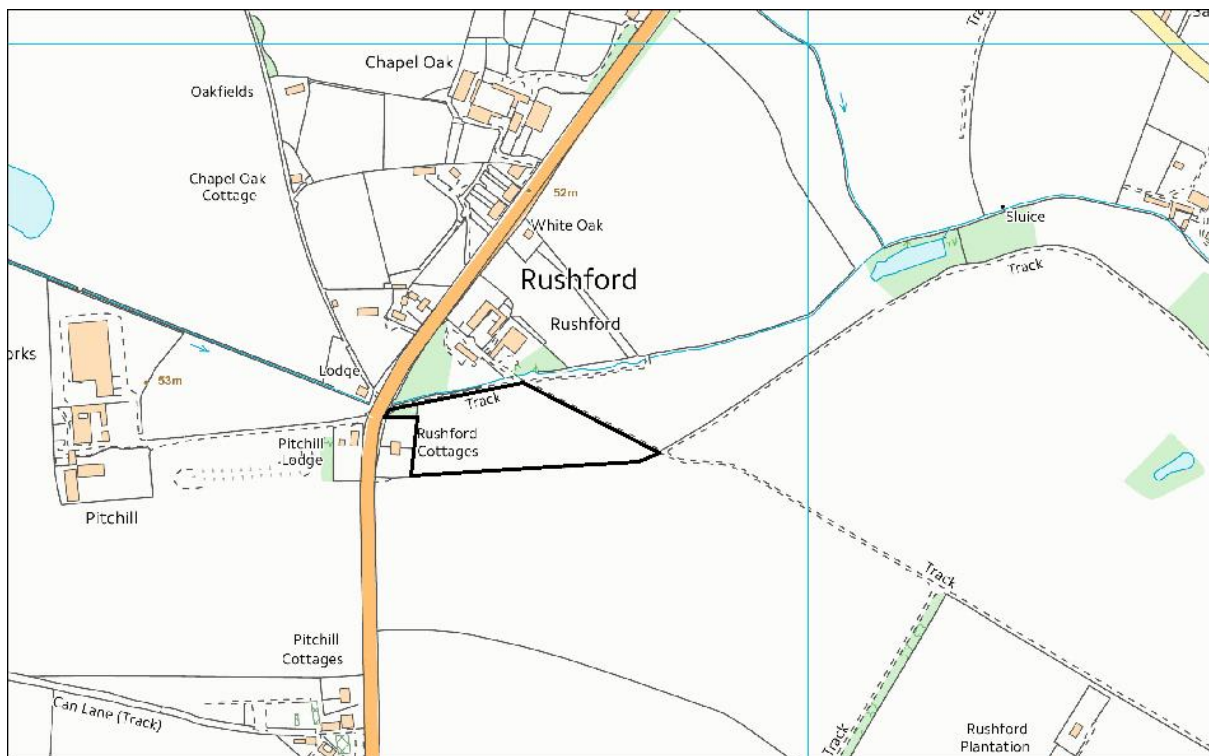 Chapel Oak
Oakfields
Chapel Oak
Cottage
52m
White Oak
Sluice
Rushford
Track
Rushford
orks
53m
Lodge
Track
Pitchill
Lodge
Rushford
Cottages
Pitchill
Track
Pitchill
Cottages
Can Lane (Track)
Track
Rushford
Plantation